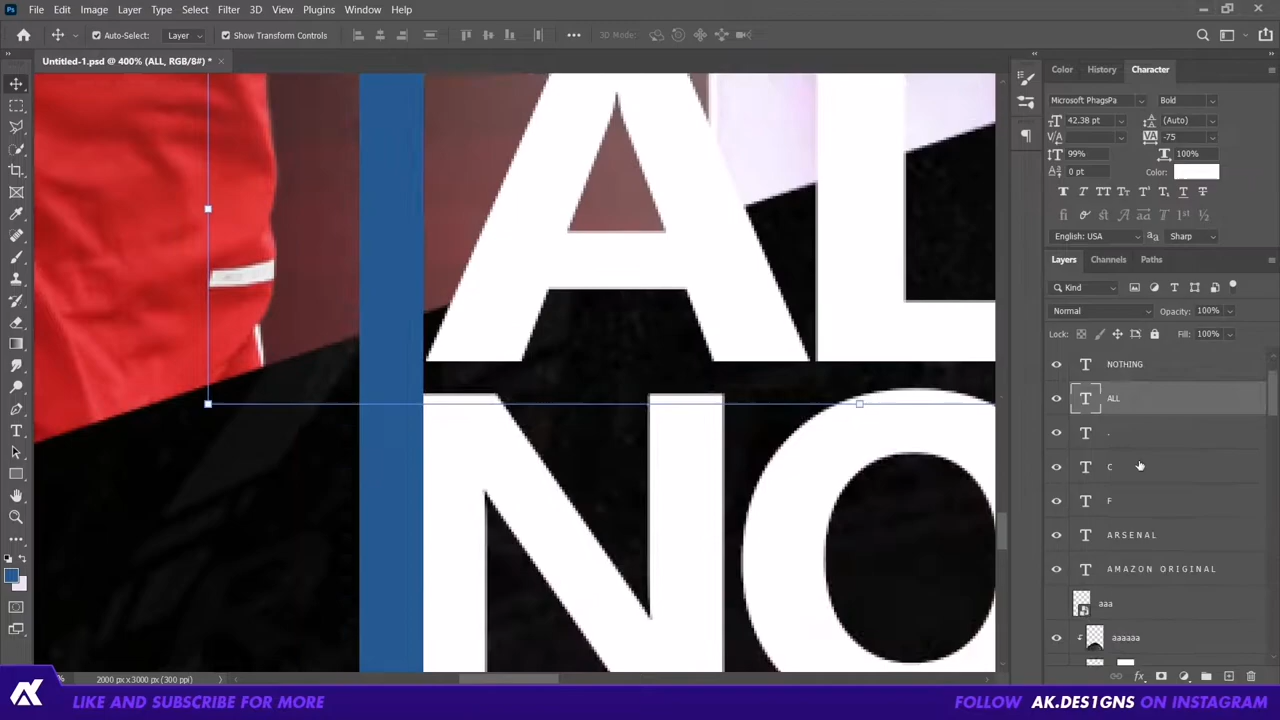 Ps File Edit Image Layer Type Select Filter 3D View Plugins Window Help
Auto-Select: Layer Show Transform Controls 3D Mode:
Untitled-1.psd @ 400% (ALL, RGB/8#) *
Color History Character
Microsoft PhagsPa Bold
42.38 pt (Auto)
-75
99% 100%
0 pt Color:
English: USA Sharp
Layers Channels Paths
Kind
Normal Opacity: 100%
Lock: Fill: 100%
NOTHING
ALL
.
C
F
ARSENAL
AMAZON ORIGINAL
aaa
aaaaaa
AL
NO
2000 px x 3000 px (300 ppi)
AK LIKE AND SUBSCRIBE FOR MORE FOLLOW AK.DES1GNS ON INSTAGRAM